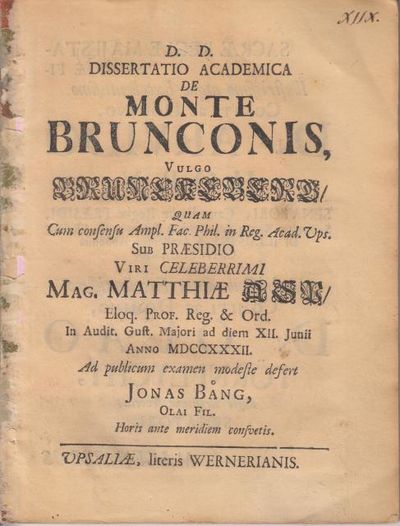 XIIX.
D. D.
DISSERTATIO ACADEMICA
DE
MONTE
BRUNCONIS,
VULGO
BRUNKEBERG/
QUAM
Cum consensu Ampl. Fac. Phil. in Reg. Acad. Ups.
SUB PRÆSIDIO
VIRI CELEBERRIMI
MAG. MATTHIÆ ASP/
Eloq. PROF. REG. & ORD.
In Audit. Gust. Majori ad diem XII. Junii
ANNO MDCCXXXII.
Ad publicum examen modeste defert
JONAS BÅNG,
OLAI FIL.
Horis ante meridiem consvetis.
UPSALIÆ, literis WERNERIANIS.